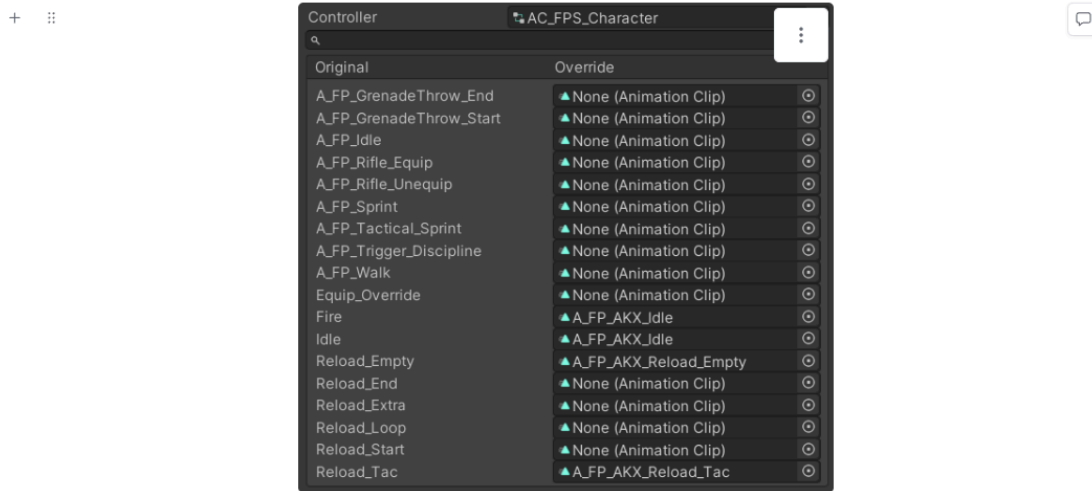 Controller AC_FPS_Character
Original Override
A_FP_GrenadeThrow_End None (Animation Clip)
A_FP_GrenadeThrow_Start None (Animation Clip)
A_FP_Idle None (Animation Clip)
A_FP_Rifle_Equip None (Animation Clip)
A_FP_Rifle_Unequip None (Animation Clip)
A_FP_Sprint None (Animation Clip)
A_FP_Tactical_Sprint None (Animation Clip)
A_FP_Trigger_Discipline None (Animation Clip)
A_FP_Walk None (Animation Clip)
Equip_Override None (Animation Clip)
Fire A_FP_AKX_Idle
Idle A_FP_AKX_Idle
Reload_Empty A_FP_AKX_Reload_Empty
Reload_End None (Animation Clip)
Reload_Extra None (Animation Clip)
Reload_Loop None (Animation Clip)
Reload_Start None (Animation Clip)
Reload_Tac A_FP_AKX_Reload_Tac